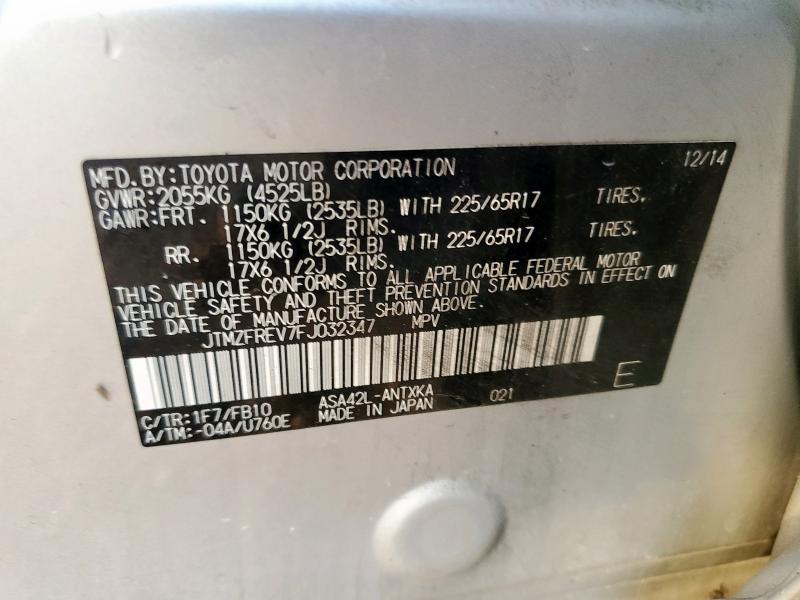 MFD.BY:TOYOTA MOTOR CORPORATION 12/14
GVWR:2055KG (4525LB)
GAWR:FRT. 1150KG (2535LB) WITH 225/65R17 TIRES.
17X6 1/2J RIMS.
RR. 1150KG (2535LB) WITH 225/65R17 TIRES.
17X6 1/2J RIMS.
THIS VEHICLE CONFORMS TO ALL APPLICABLE FEDERAL MOTOR
VEHICLE SAFETY AND THEFT PREVENTION STANDARDS IN EFFECT ON
THE DATE OF MANUFACTURE SHOWN ABOVE.
JTMZFREV7FJ032347 MPV
E
C/TR:1F7/FB10 ASA42L-ANTXKA 021
A/TM:-04A/U760E MADE IN JAPAN